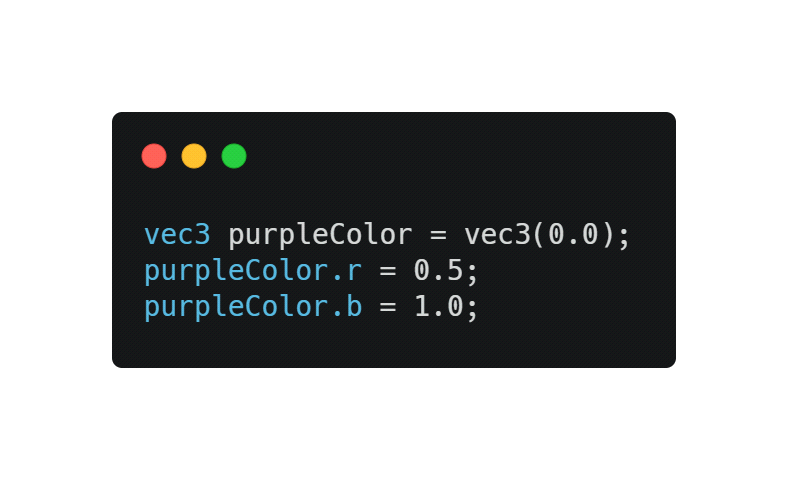 vec3 purpleColor = vec3(0.0);
purpleColor.r = 0.5;
purpleColor.b = 1.0;